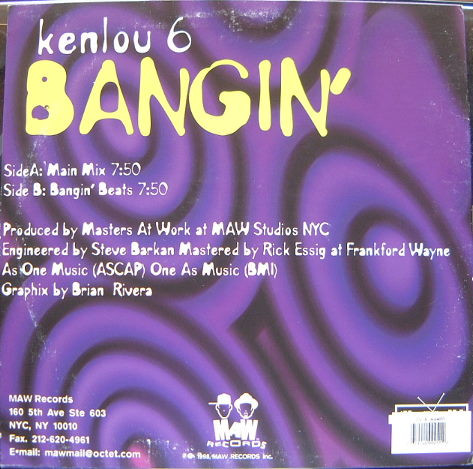 kenlou 6
BANGIN'
SideA: Main Mix 7:50
Side B: Bangin' Beats 7:50
Produced by Masters At Work at MAW Studios NYC
Engineered by Steve Barkan Mastered by Rick Essig at Frankford Wayne
As One Music (ASCAP) One As Music (BMI)
Graphix by Brian Rivera
MAW Records
160 5th Ave Ste 603
NYC, NY 10010
Fax. 212-620-4961
E-mail: mawmail@octet.com
MAW
RECORDS
MAW RECORDS Inc.